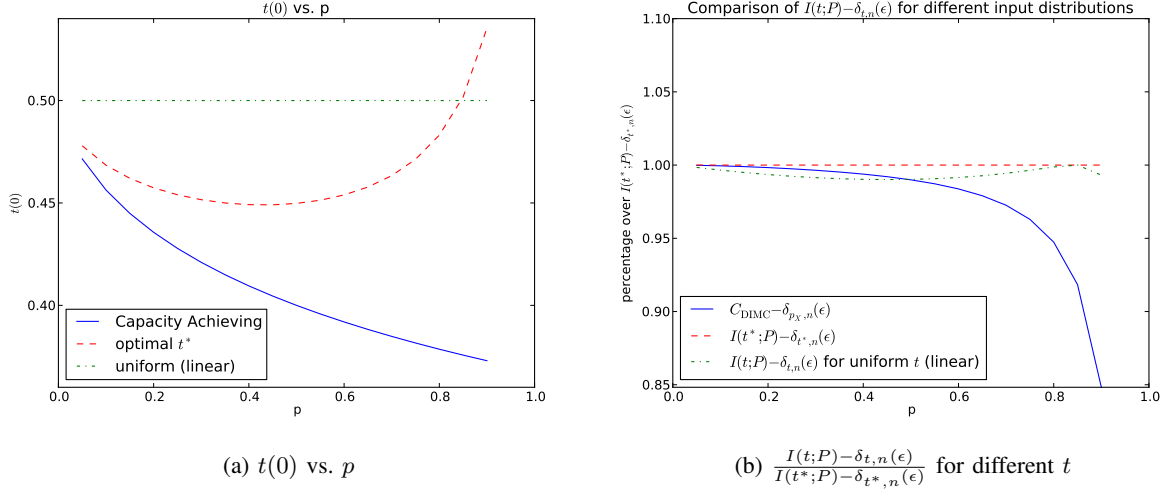 t(0) vs. p
0.50
0.45
0.40
t(0)
0.0 0.2 0.4 0.6 0.8 1.0
p
Capacity Achieving
optimal t*
uniform (linear)
(a) t(0) vs. p
Comparison of I(t;P)−δ_{t,n}(ϵ) for different input distributions
1.10
1.05
1.00
0.95
0.90
0.85
percentage over I(t*;P)−δ_{t*,n}(ϵ)
0.0 0.2 0.4 0.6 0.8 1.0
p
C_{DIMC}−δ_{p_X,n}(ϵ)
I(t*;P)−δ_{t*,n}(ϵ)
I(t;P)−δ_{t,n}(ϵ) for uniform t (linear)
(b) \frac{I(t;P)−δ_{t,n}(ϵ)}{I(t*;P)−δ_{t*,n}(ϵ)} for different t